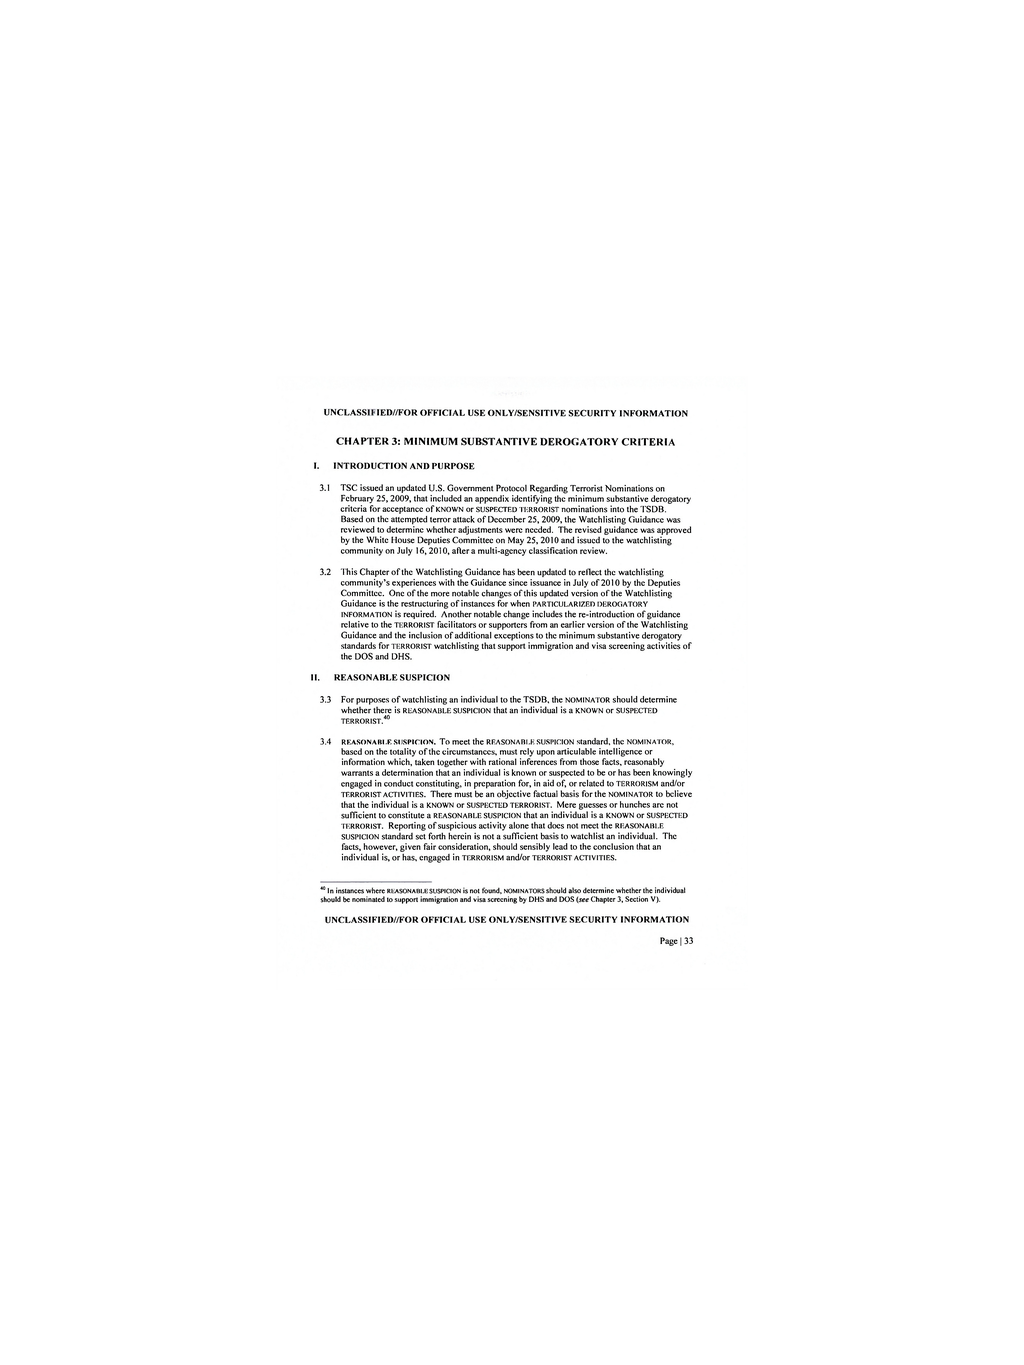 UNCLASSIFIED//FOR OFFICIAL USE ONLY/SENSITIVE SECURITY INFORMATION
CHAPTER 3: MINIMUM SUBSTANTIVE DEROGATORY CRITERIA
I. INTRODUCTION AND PURPOSE
3.1 TSC issued an updated U.S. Government Protocol Regarding Terrorist Nominations on
February 25, 2009, that included an appendix identifying the minimum substantive derogatory
criteria for acceptance of KNOWN or SUSPECTED TERRORIST nominations into the TSDB.
Based on the attempted terror attack of December 25, 2009, the Watchlisting Guidance was
reviewed to determine whether adjustments were needed. The revised guidance was approved
by the White House Deputies Committee on May 25, 2010 and issued to the watchlisting
community on July 16, 2010, after a multi-agency classification review.
3.2 This Chapter of the Watchlisting Guidance has been updated to reflect the watchlisting
community's experiences with the Guidance since issuance in July of 2010 by the Deputies
Committee. One of the more notable changes of this updated version of the Watchlisting
Guidance is the restructuring of instances for when PARTICULARIZED DEROGATORY
INFORMATION is required. Another notable change includes the re-introduction of guidance
relative to the TERRORIST facilitators or supporters from an earlier version of the Watchlisting
Guidance and the inclusion of additional exceptions to the minimum substantive derogatory
standards for TERRORIST watchlisting that support immigration and visa screening activities of
the DOS and DHS.
II. REASONABLE SUSPICION
3.3 For purposes of watchlisting an individual to the TSDB, the NOMINATOR should determine
whether there is REASONABLE SUSPICION that an individual is a KNOWN or SUSPECTED
TERRORIST.40
3.4 REASONABLE SUSPICION. To meet the REASONABLE SUSPICION standard, the NOMINATOR,
based on the totality of the circumstances, must rely upon articulable intelligence or
information which, taken together with rational inferences from those facts, reasonably
warrants a determination that an individual is known or suspected to be or has been knowingly
engaged in conduct constituting, in preparation for, in aid of, or related to TERRORISM and/or
TERRORIST ACTIVITIES. There must be an objective factual basis for the NOMINATOR to believe
that the individual is a KNOWN or SUSPECTED TERRORIST. Mere guesses or hunches are not
sufficient to constitute a REASONABLE SUSPICION that an individual is a KNOWN or SUSPECTED
TERRORIST. Reporting of suspicious activity alone that does not meet the REASONABLE
SUSPICION standard set forth herein is not a sufficient basis to watchlist an individual. The
facts, however, given fair consideration, should sensibly lead to the conclusion that an
individual is, or has, engaged in TERRORISM and/or TERRORIST ACTIVITIES.
40 In instances where REASONABLE SUSPICION is not found, NOMINATORS should also determine whether the individual
should be nominated to support immigration and visa screening by DHS and DOS (see Chapter 3, Section V).
UNCLASSIFIED//FOR OFFICIAL USE ONLY/SENSITIVE SECURITY INFORMATION
Page | 33